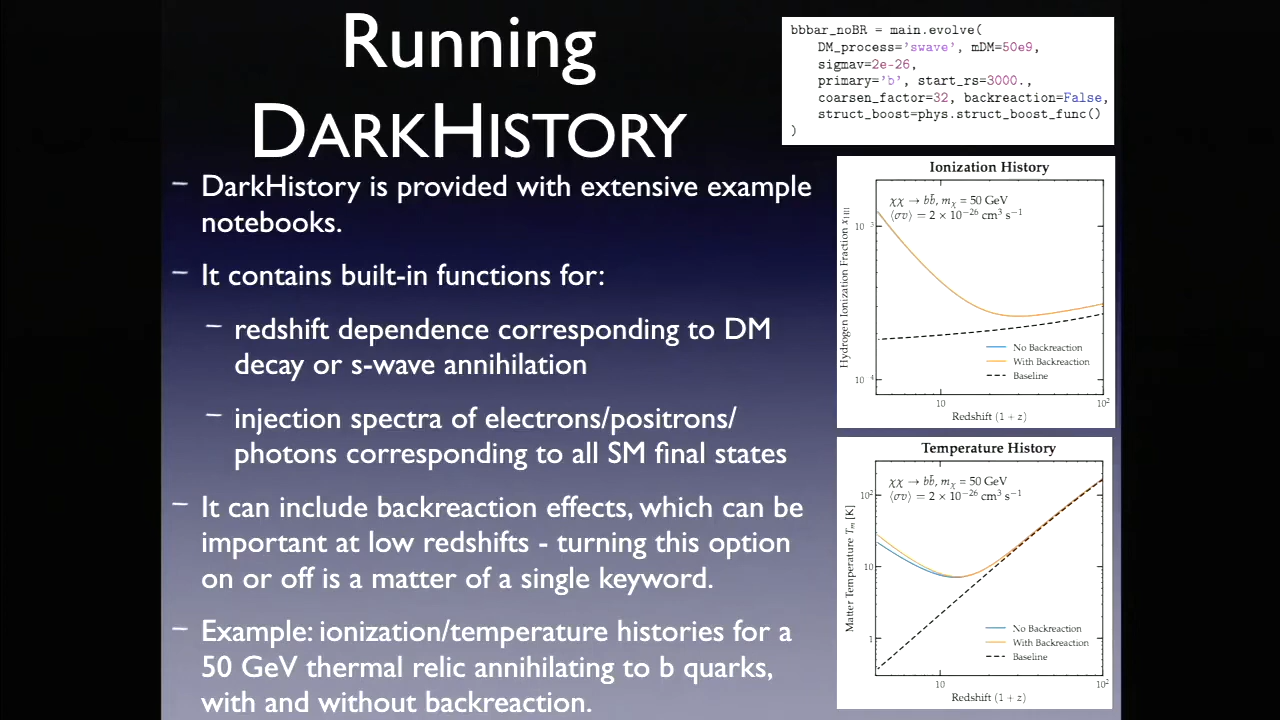 Running
DARKHISTORY
– DarkHistory is provided with extensive example
notebooks.
– It contains built-in functions for:
– redshift dependence corresponding to DM
decay or s-wave annihilation
– injection spectra of electrons/positrons/
photons corresponding to all SM final states
– It can include backreaction effects, which can be
important at low redshifts - turning this option
on or off is a matter of a single keyword.
– Example: ionization/temperature histories for a
50 GeV thermal relic annihilating to b quarks,
with and without backreaction.
bbbar_noBR = main.evolve(
DM_process='swave', mDM=50e9,
sigmav=2e-26,
primary='b', start_rs=3000.,
coarsen_factor=32, backreaction=False,
struct_boost=phys.struct_boost_func()
)
Ionization History
χχ → bb̄, mχ = 50 GeV
⟨σv⟩ = 2 × 10⁻²⁶ cm³ s⁻¹
Hydrogen Ionization Fraction xHII
10⁻³
10⁻⁴
No Backreaction
With Backreaction
Baseline
10
10²
Redshift (1 + z)
Temperature History
χχ → bb̄, mχ = 50 GeV
⟨σv⟩ = 2 × 10⁻²⁶ cm³ s⁻¹
Matter Temperature Tm [K]
10²
10
1
No Backreaction
With Backreaction
Baseline
10
10²
Redshift (1 + z)